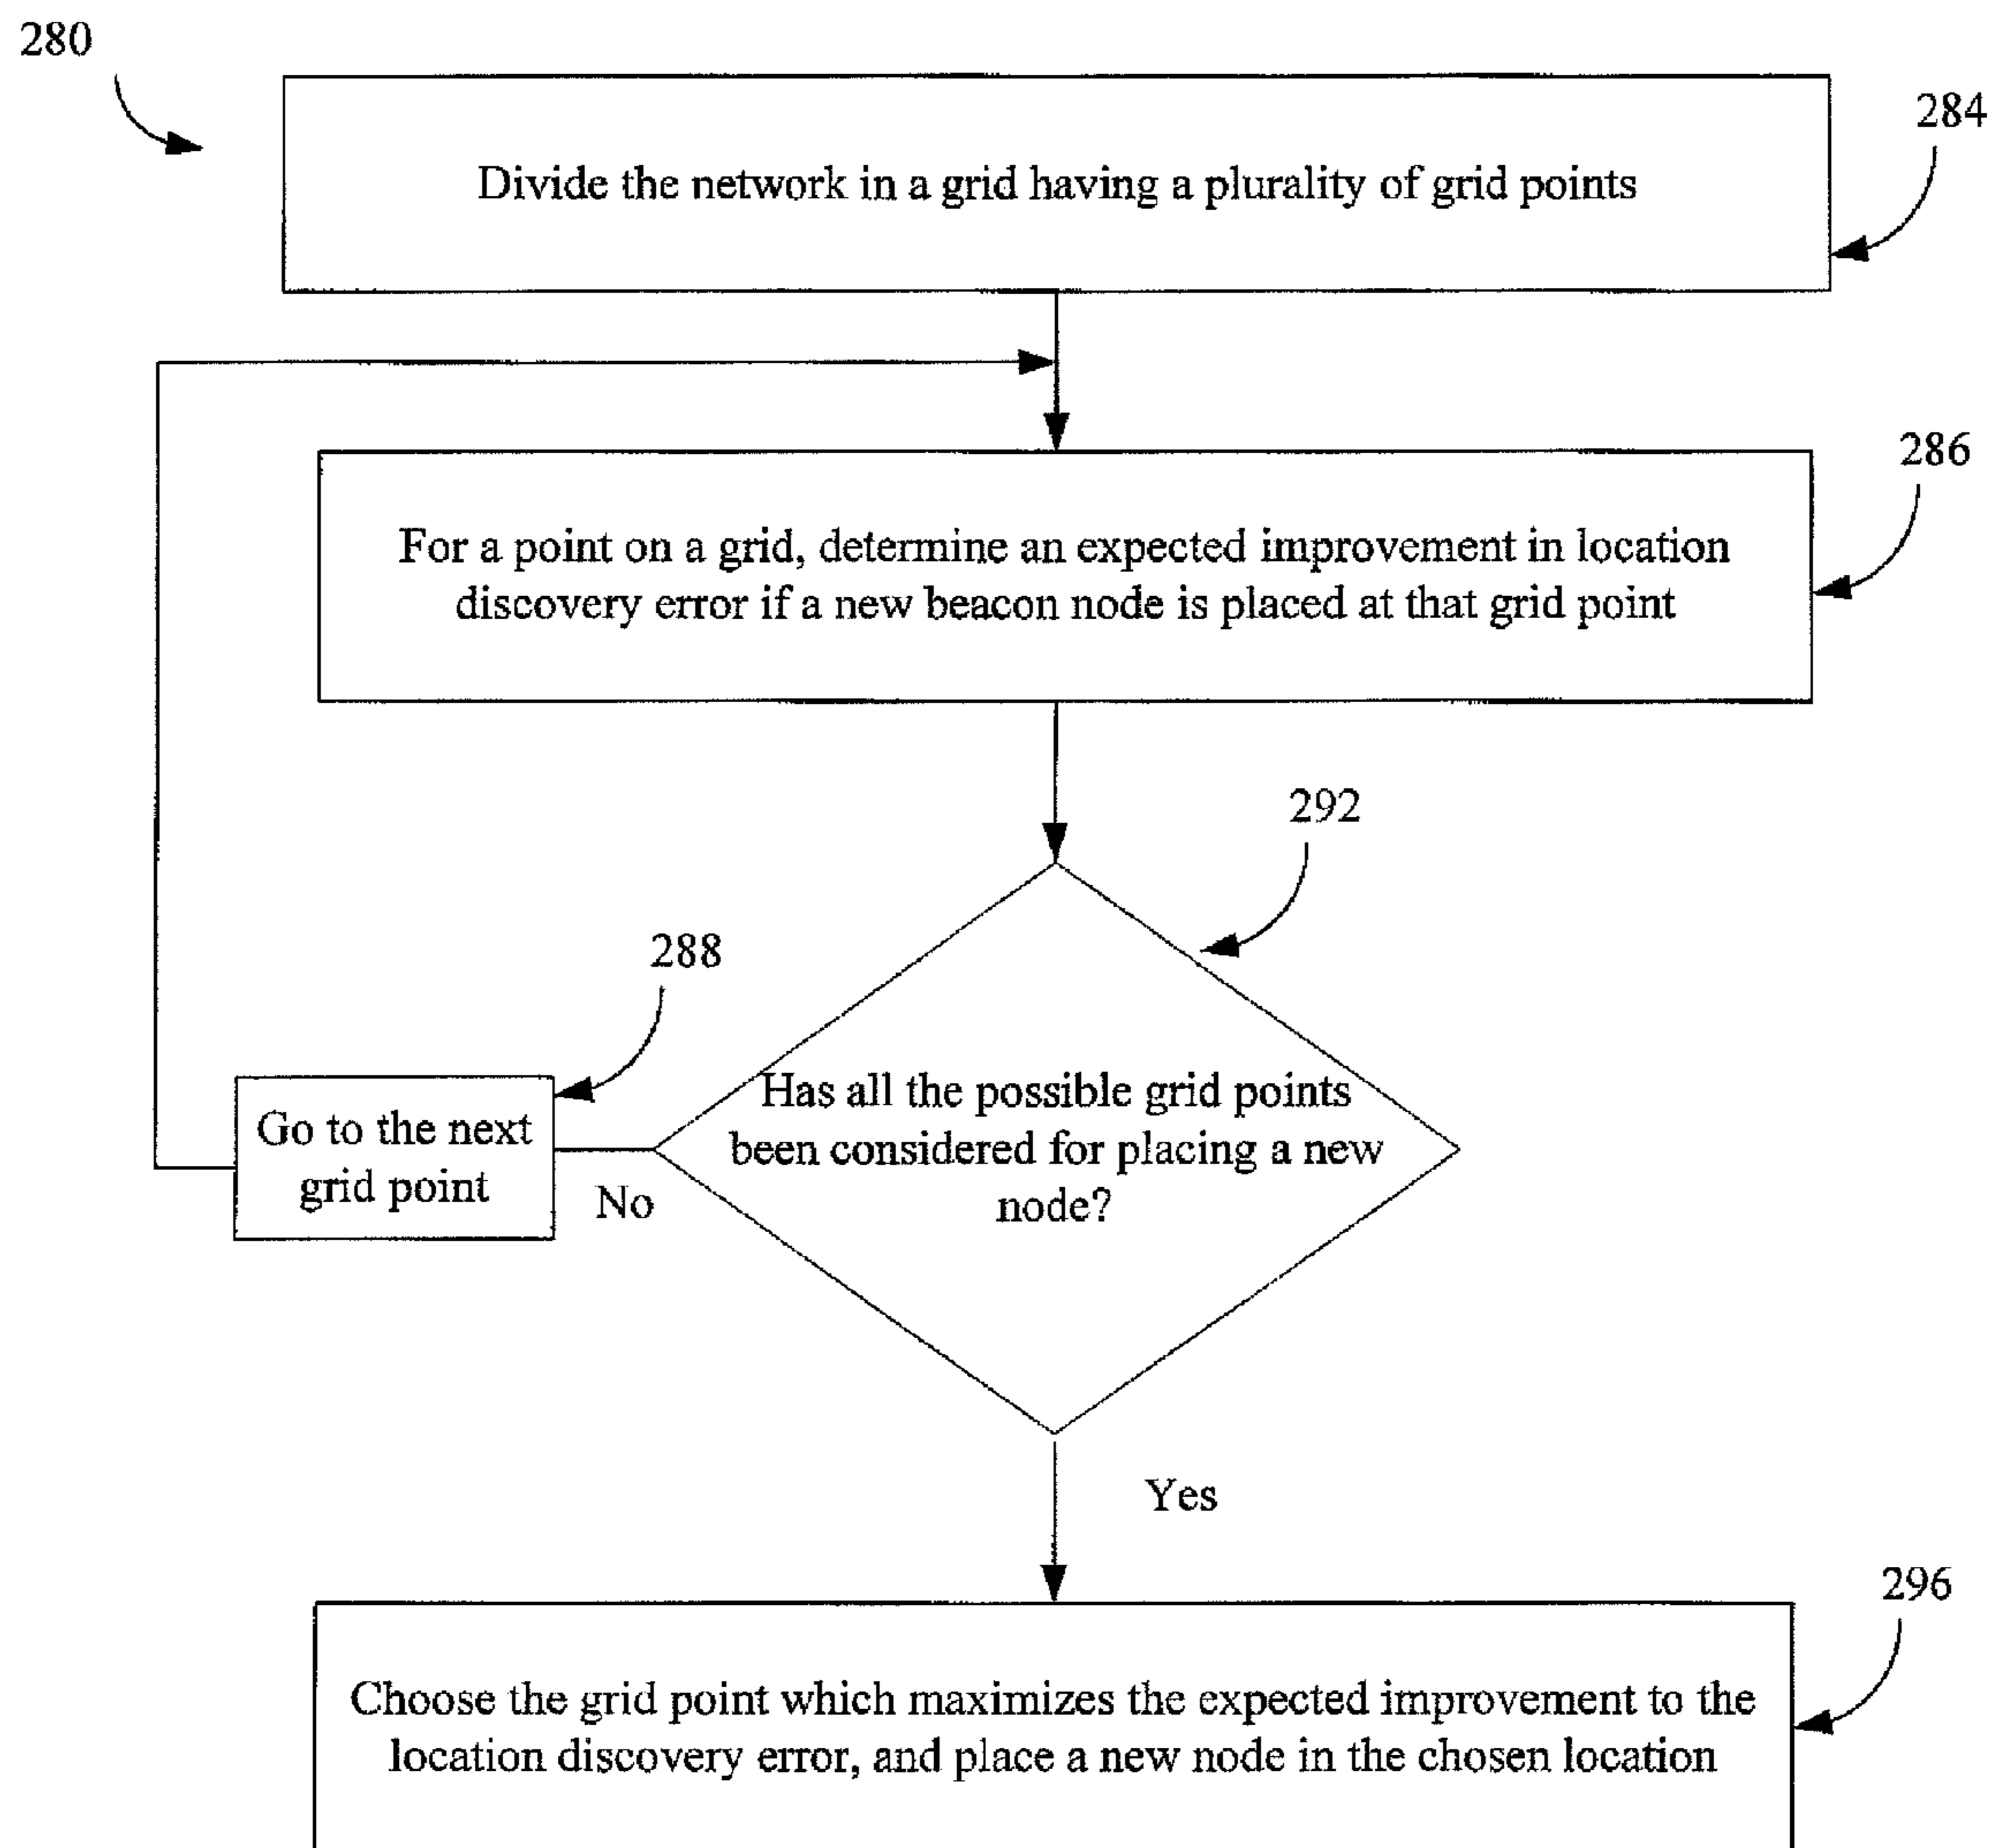 280
284
Divide the network in a grid having a plurality of grid points
286
For a point on a grid, determine an expected improvement in location
discovery error if a new beacon node is placed at that grid point
292
288
Has all the possible grid points
been considered for placing a new
node?
Go to the next
grid point
No
Yes
296
Choose the grid point which maximizes the expected improvement to the
location discovery error, and place a new node in the chosen location